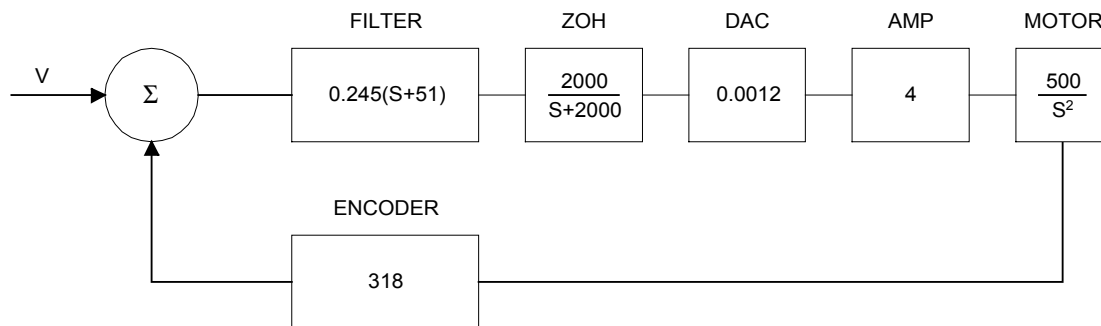 FILTER
ZOH
DAC
AMP
MOTOR
V
Σ
0.245(S+51)
2000
S+2000
0.0012
4
500
S²
ENCODER
318